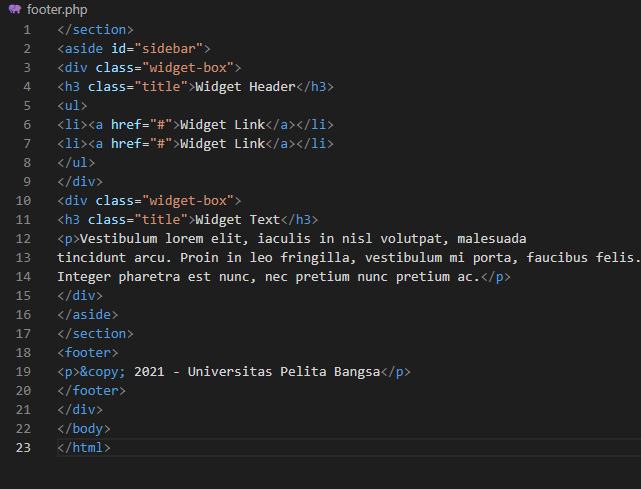 footer.php
1 </section>
2 <aside id="sidebar">
3 <div class="widget-box">
4 <h3 class="title">Widget Header</h3>
5 <ul>
6 <li><a href="#">Widget Link</a></li>
7 <li><a href="#">Widget Link</a></li>
8 </ul>
9 </div>
10 <div class="widget-box">
11 <h3 class="title">Widget Text</h3>
12 <p>Vestibulum lorem elit, iaculis in nisl volutpat, malesuada
13 tincidunt arcu. Proin in leo fringilla, vestibulum mi porta, faucibus felis.
14 Integer pharetra est nunc, nec pretium nunc pretium ac.</p>
15 </div>
16 </aside>
17 </section>
18 <footer>
19 <p>&copy; 2021 - Universitas Pelita Bangsa</p>
20 </footer>
21 </div>
22 </body>
23 </html>